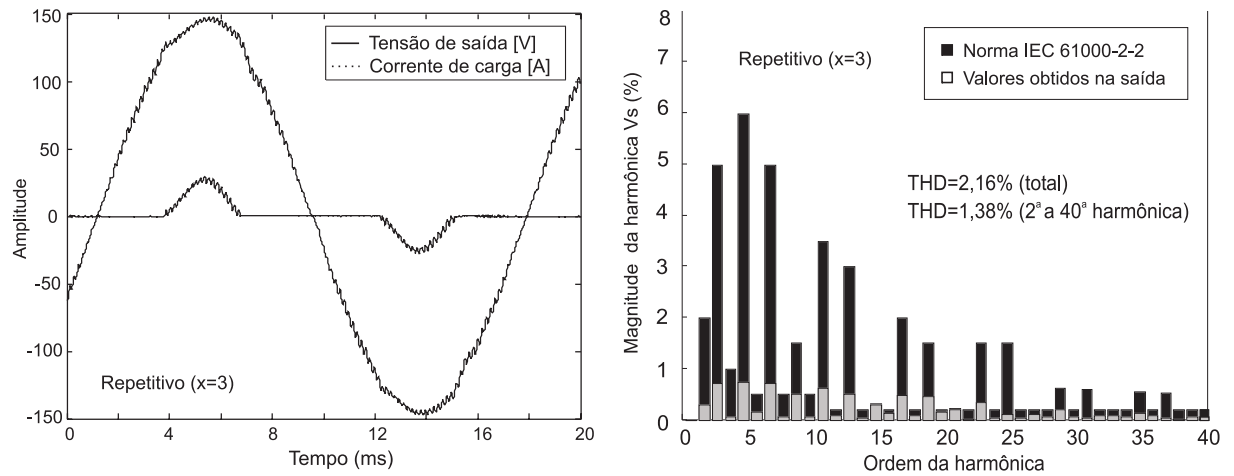 150
100
50
0
-50
-100
-150
Amplitude
Tensão de saída [V]
Corrente de carga [A]
Repetitivo (x=3)
0 4 8 12 16 20
Tempo (ms)
8
7
6
5
4
3
2
1
0
Magnitude da harmônica Vs (%)
Repetitivo (x=3)
Norma IEC 61000-2-2
Valores obtidos na saída
THD=2,16% (total)
THD=1,38% (2ª a 40ª harmônica)
0 5 10 15 20 25 30 35 40
Ordem da harmônica